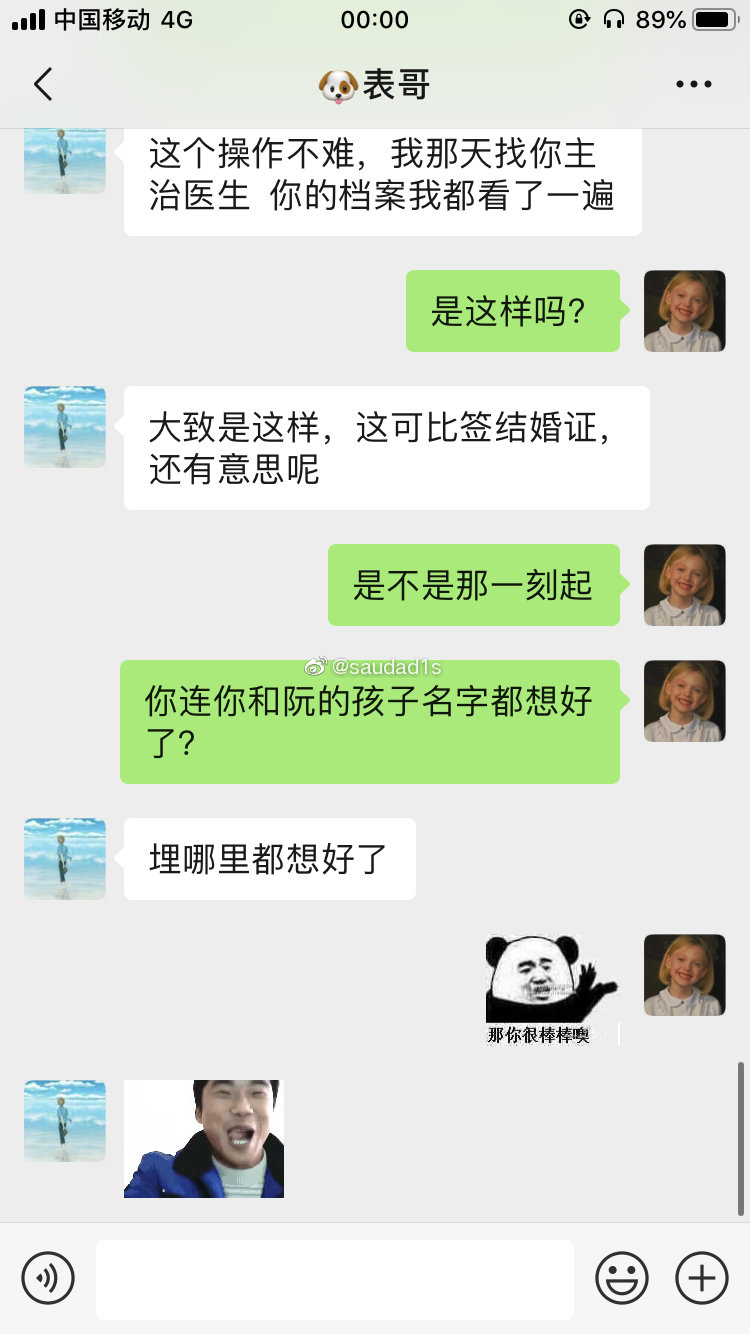 中国移动 4G 00:00 89%
🐶表哥
这个操作不难，我那天找你主
治医生 你的档案我都看了一遍
是这样吗？
大致是这样，这可比签结婚证，
还有意思呢
是不是那一刻起
@saudad1s
你连你和阮的孩子名字都想好
了？
埋哪里都想好了
那你很棒棒噢